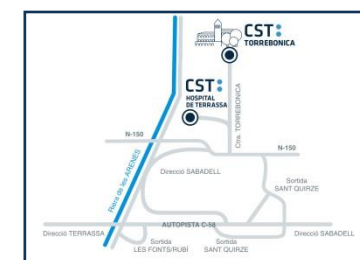 CST:
TORREBONICA
CST:
HOSPITAL
DE TERRASSA
Ctra. TORREBONICA
N-150
N-150
Riera de les ARENES
Direcció SABADELL
Sortida
SANT QUIRZE
AUTOPISTA C-58
Direcció TERRASSA
Sortida
LES FONTS/RUBÍ
Sortida
SANT QUIRZE
Direcció SABADELL